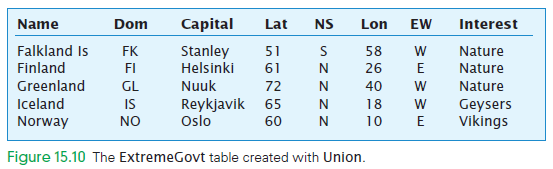 Name Dom Capital Lat NS Lon EW Interest
Falkland Is FK Stanley 51 S 58 W Nature
Finland FI Helsinki 61 N 26 E Nature
Greenland GL Nuuk 72 N 40 W Nature
Iceland IS Reykjavik 65 N 18 W Geysers
Norway NO Oslo 60 N 10 E Vikings
Figure 15.10 The ExtremeGovt table created with Union.